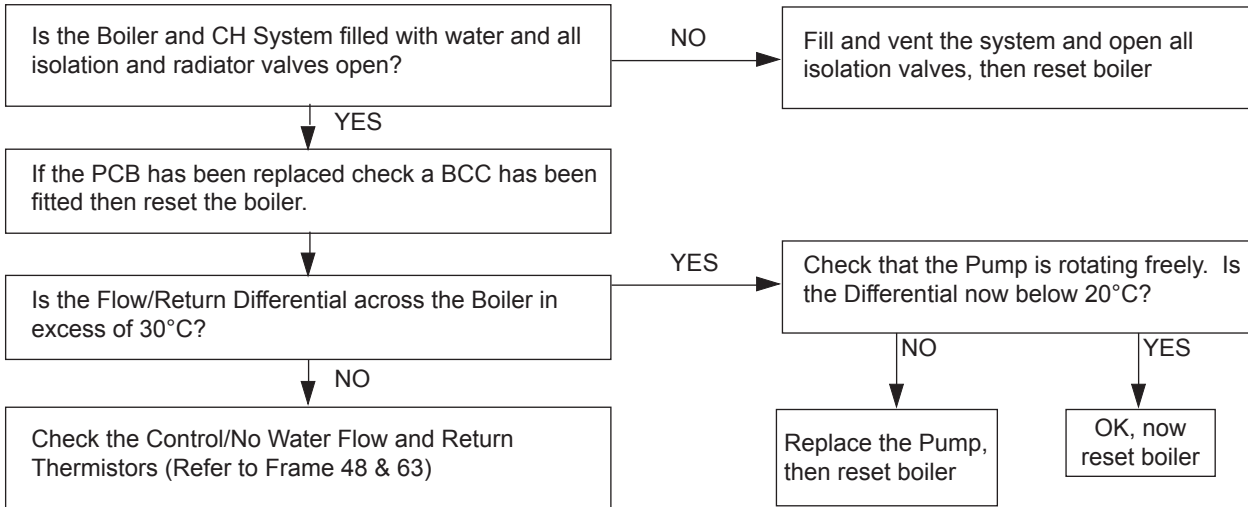 Is the Boiler and CH System filled with water and all
isolation and radiator valves open?
NO
Fill and vent the system and open all
isolation valves, then reset boiler
YES
If the PCB has been replaced check a BCC has been
fitted then reset the boiler.
Is the Flow/Return Differential across the Boiler in
excess of 30°C?
YES
Check that the Pump is rotating freely.  Is
the Differential now below 20°C?
NO
Check the Control/No Water Flow and Return
Thermistors (Refer to Frame 48 & 63)
NO
Replace the Pump,
then reset boiler
YES
OK, now
reset boiler